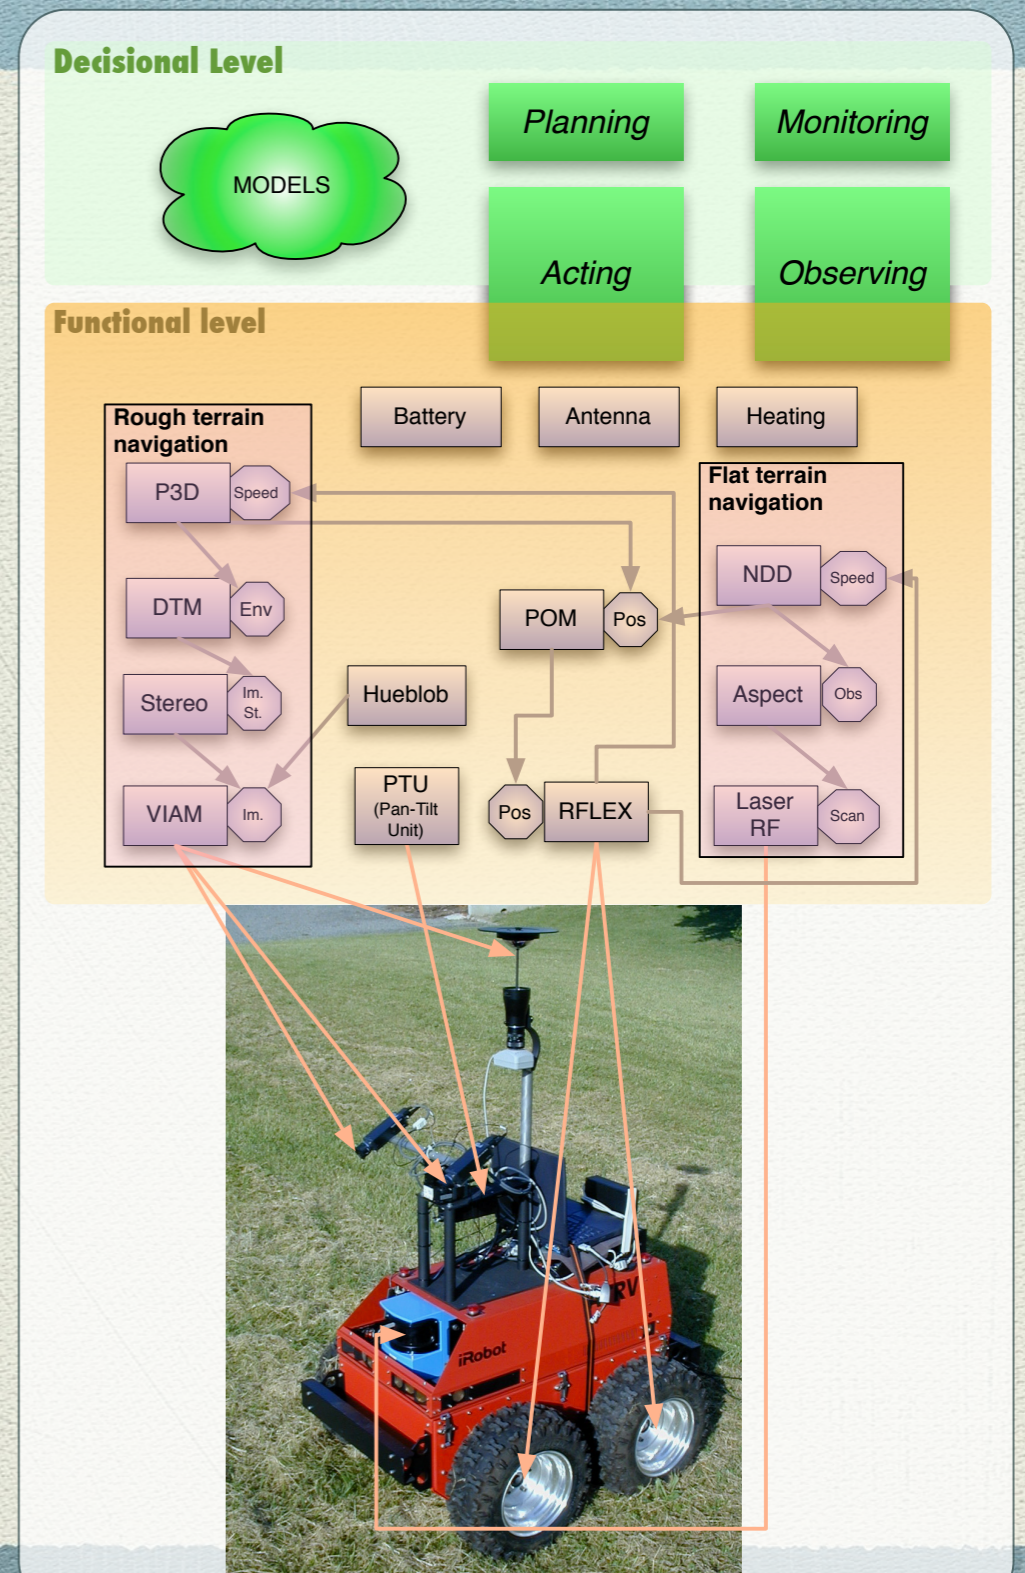 Decisional Level
MODELS
Planning
Monitoring
Acting
Observing
Functional level
Battery
Antenna
Heating
Rough terrain
navigation
P3D
Speed
DTM
Env
Stereo
Im.
St.
VIAM
Im.
Hueblob
PTU
(Pan-Tilt
Unit)
POM
Pos
Pos
RFLEX
Flat terrain
navigation
NDD
Speed
Aspect
Obs
Laser
RF
Scan
iRobot